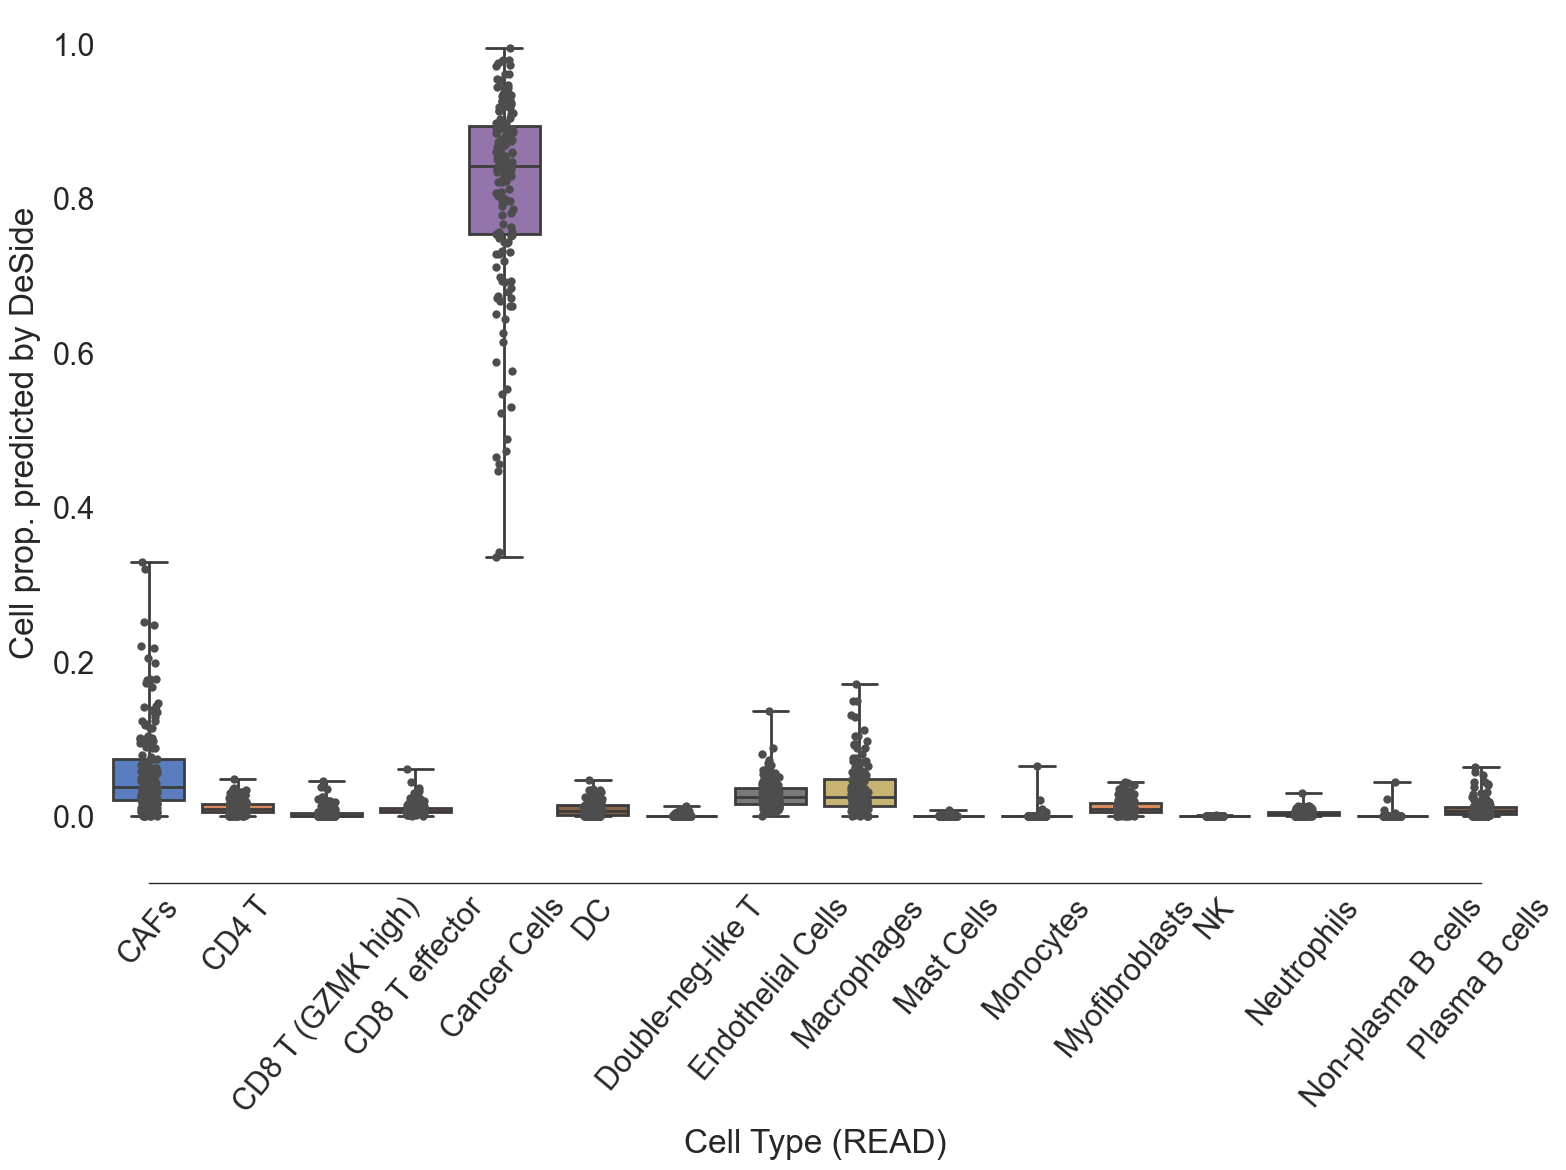 Cell prop. predicted by DeSide
1.0
0.8
0.6
0.4
0.2
0.0
CAFs
CD4 T
CD8 T (GZMK high)
CD8 T effector
Cancer Cells
DC
Double-neg-like T
Endothelial Cells
Macrophages
Mast Cells
Monocytes
Myofibroblasts
NK
Neutrophils
Non-plasma B cells
Plasma B cells
Cell Type (READ)